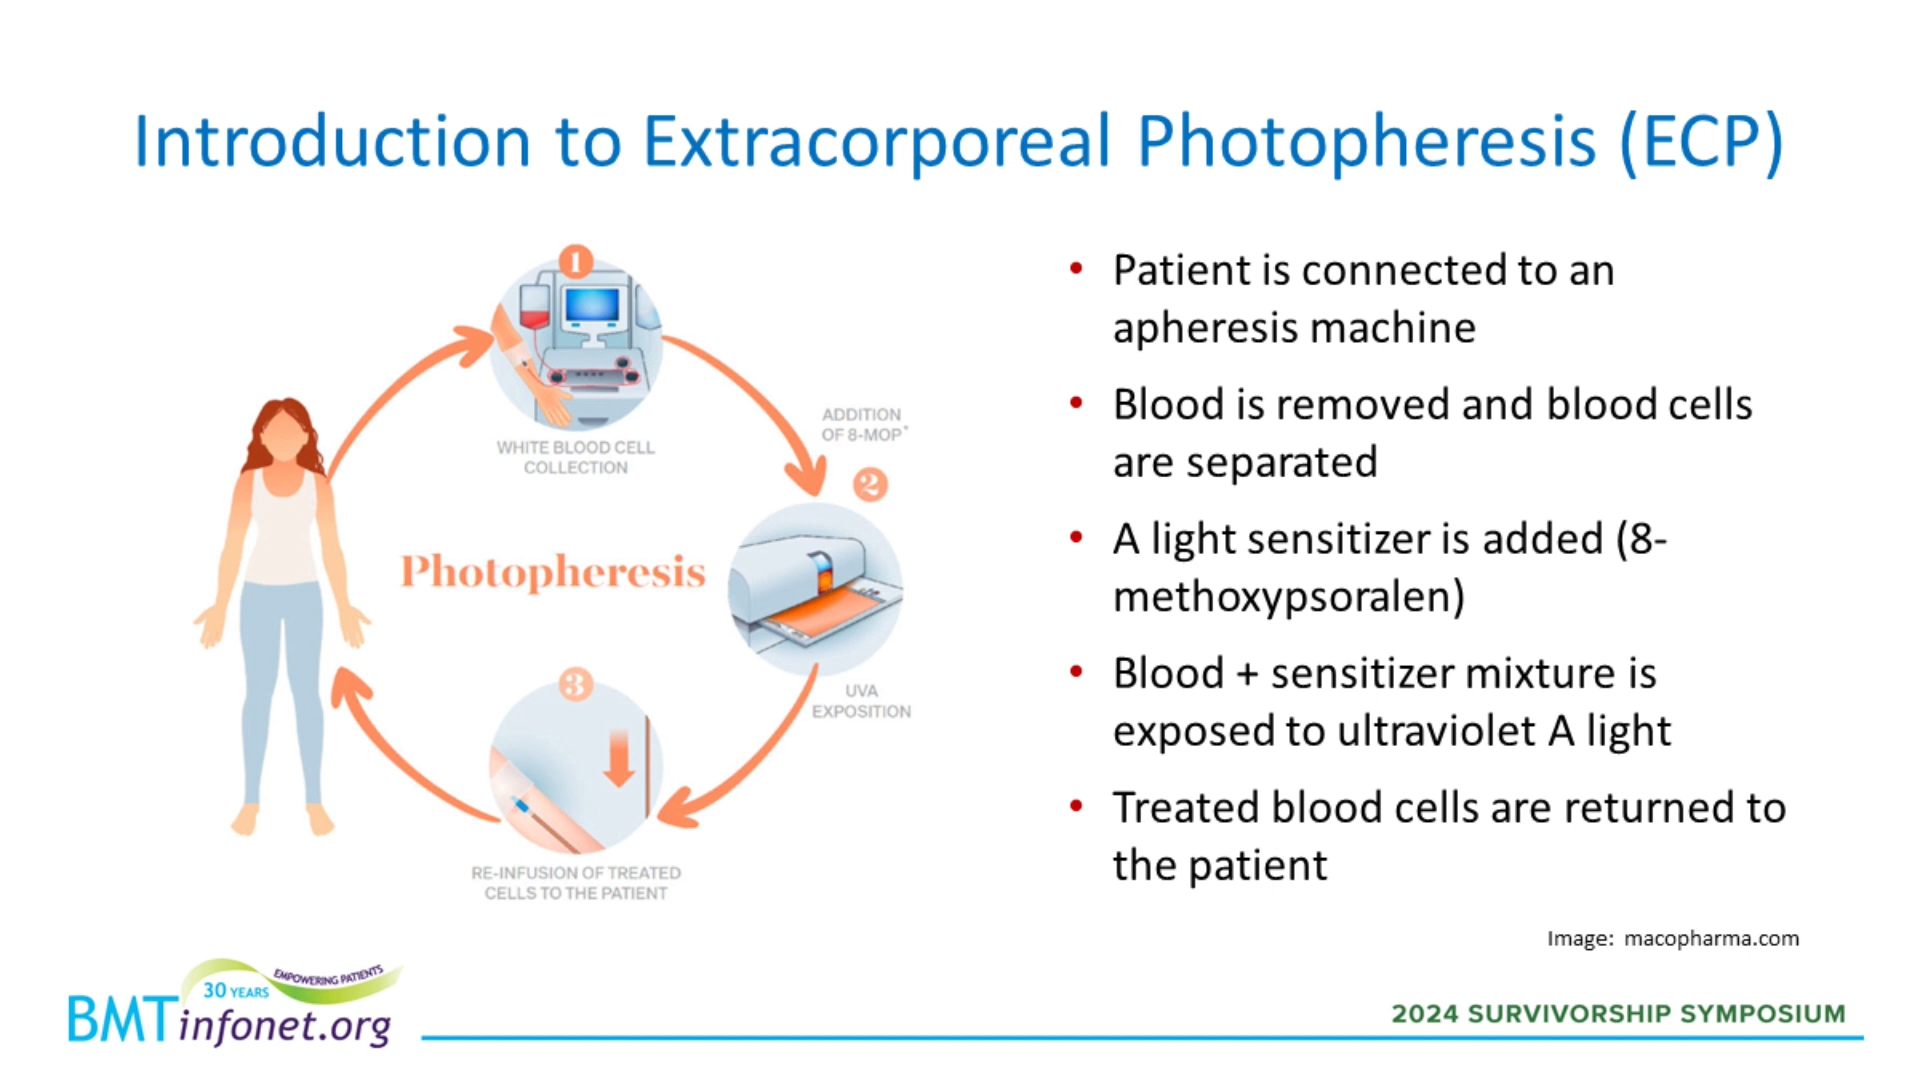 Introduction to Extracorporeal Photopheresis (ECP)
1
WHITE BLOOD CELL
COLLECTION
ADDITION
OF 8-MOP*
2
Photopheresis
UVA
EXPOSITION
3
RE-INFUSION OF TREATED
CELLS TO THE PATIENT
• Patient is connected to an
apheresis machine
• Blood is removed and blood cells
are separated
• A light sensitizer is added (8-
methoxypsoralen)
• Blood + sensitizer mixture is
exposed to ultraviolet A light
• Treated blood cells are returned to
the patient
Image: macopharma.com
30 YEARS
EMPOWERING PATIENTS
BMTinfonet.org
2024 SURVIVORSHIP SYMPOSIUM